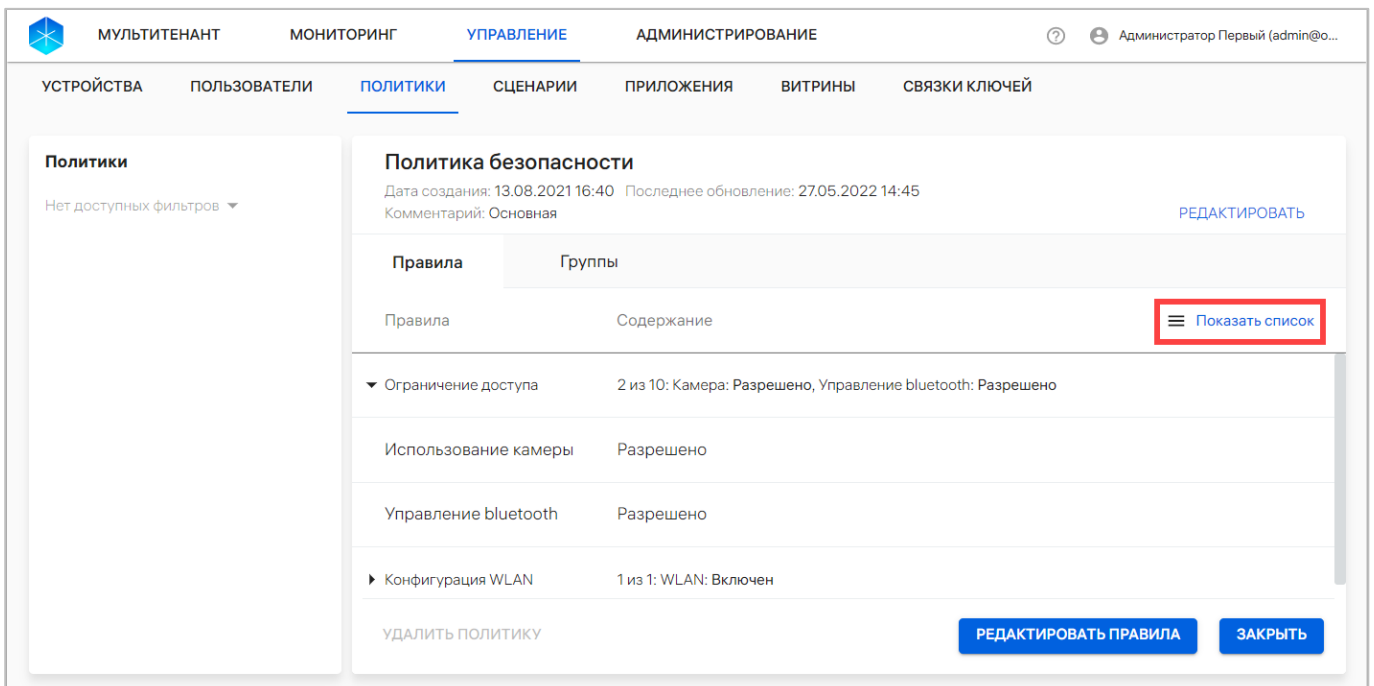 МУЛЬТИТЕНАНТ МОНИТОРИНГ УПРАВЛЕНИЕ АДМИНИСТРИРОВАНИЕ ? Администратор Первый (admin@o...
УСТРОЙСТВА ПОЛЬЗОВАТЕЛИ ПОЛИТИКИ СЦЕНАРИИ ПРИЛОЖЕНИЯ ВИТРИНЫ СВЯЗКИ КЛЮЧЕЙ
Политики
Нет доступных фильтров
Политика безопасности
Дата создания: 13.08.2021 16:40 Последнее обновление: 27.05.2022 14:45
Комментарий: Основная
РЕДАКТИРОВАТЬ
Правила Группы
Правила Содержание Показать список
Ограничение доступа 2 из 10: Камера: Разрешено, Управление bluetooth: Разрешено
Использование камеры Разрешено
Управление bluetooth Разрешено
Конфигурация WLAN 1 из 1: WLAN: Включен
УДАЛИТЬ ПОЛИТИКУ РЕДАКТИРОВАТЬ ПРАВИЛА ЗАКРЫТЬ